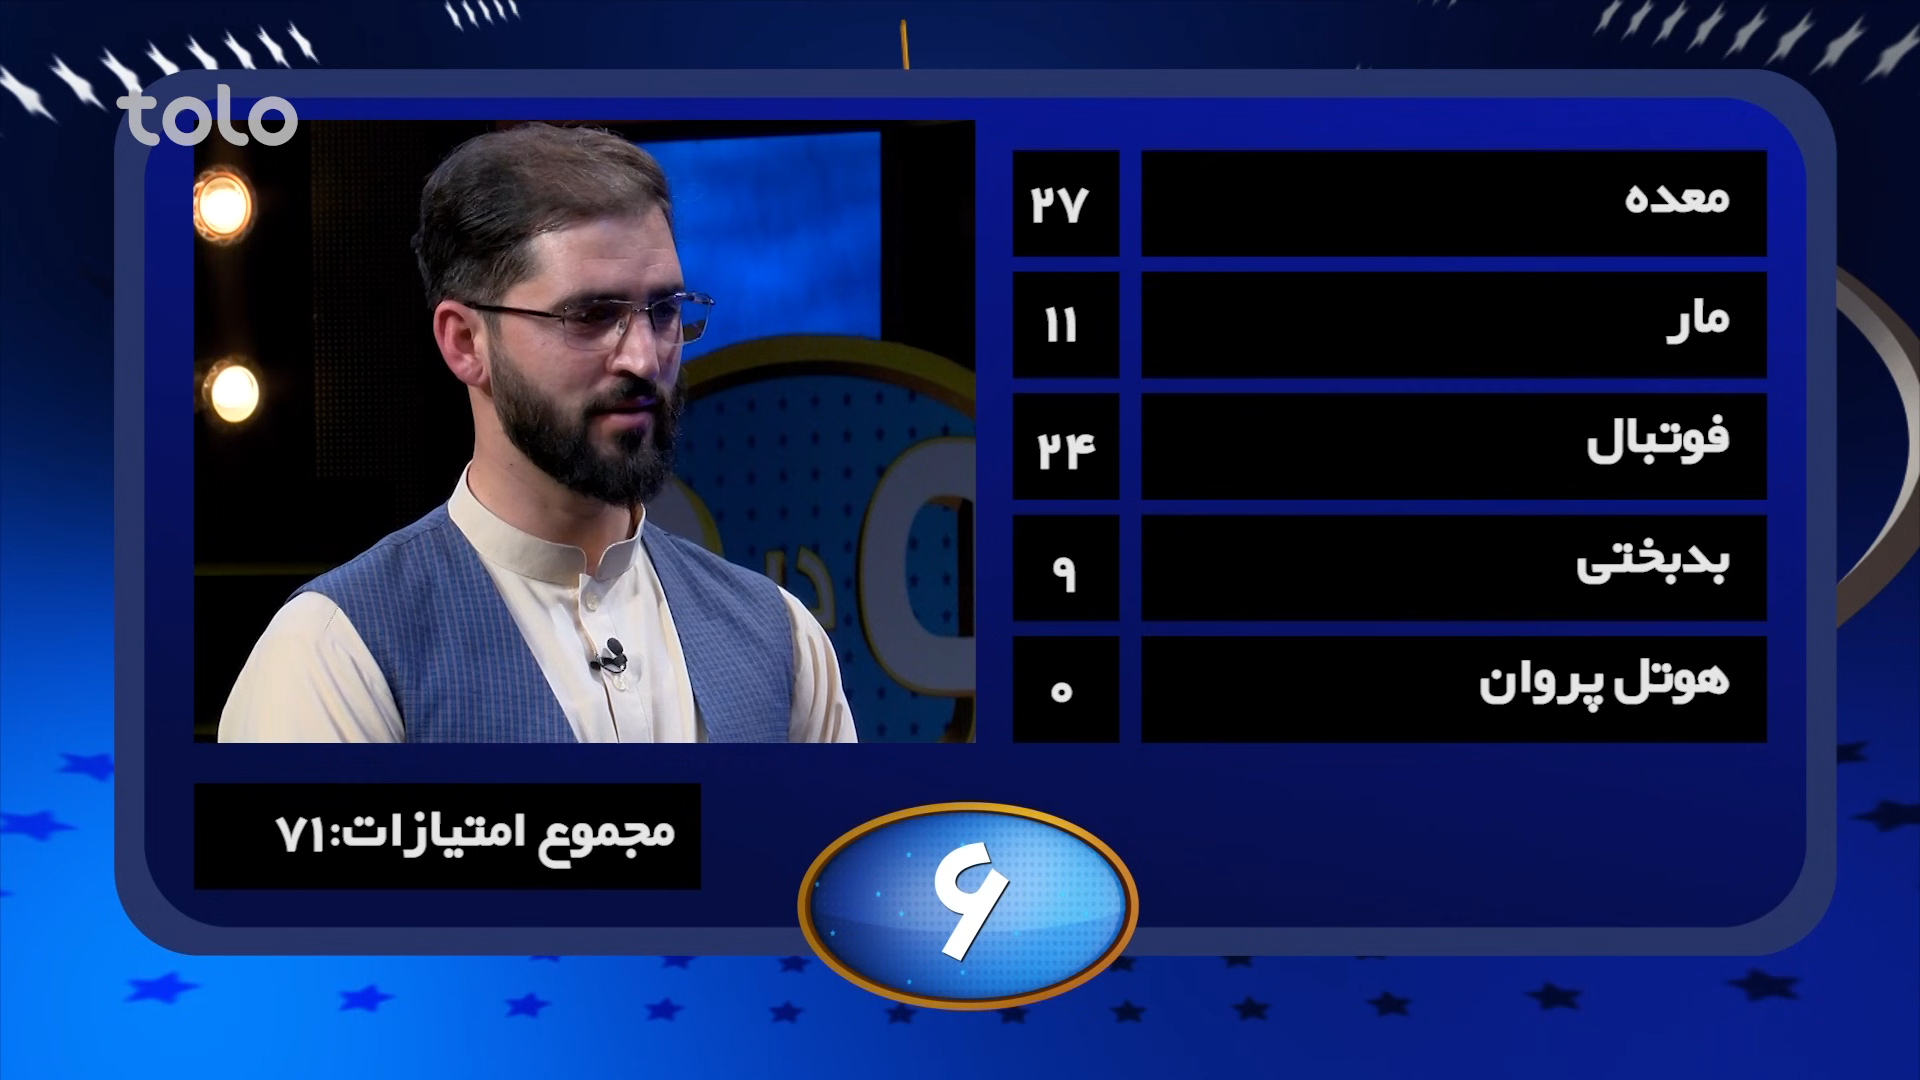 tolo
معده ۲۷
مار ۱۱
فوتبال ۲۴
بدبختی ۹
هوتل پروان ۰
مجموع امتیازات:۷۱
۶